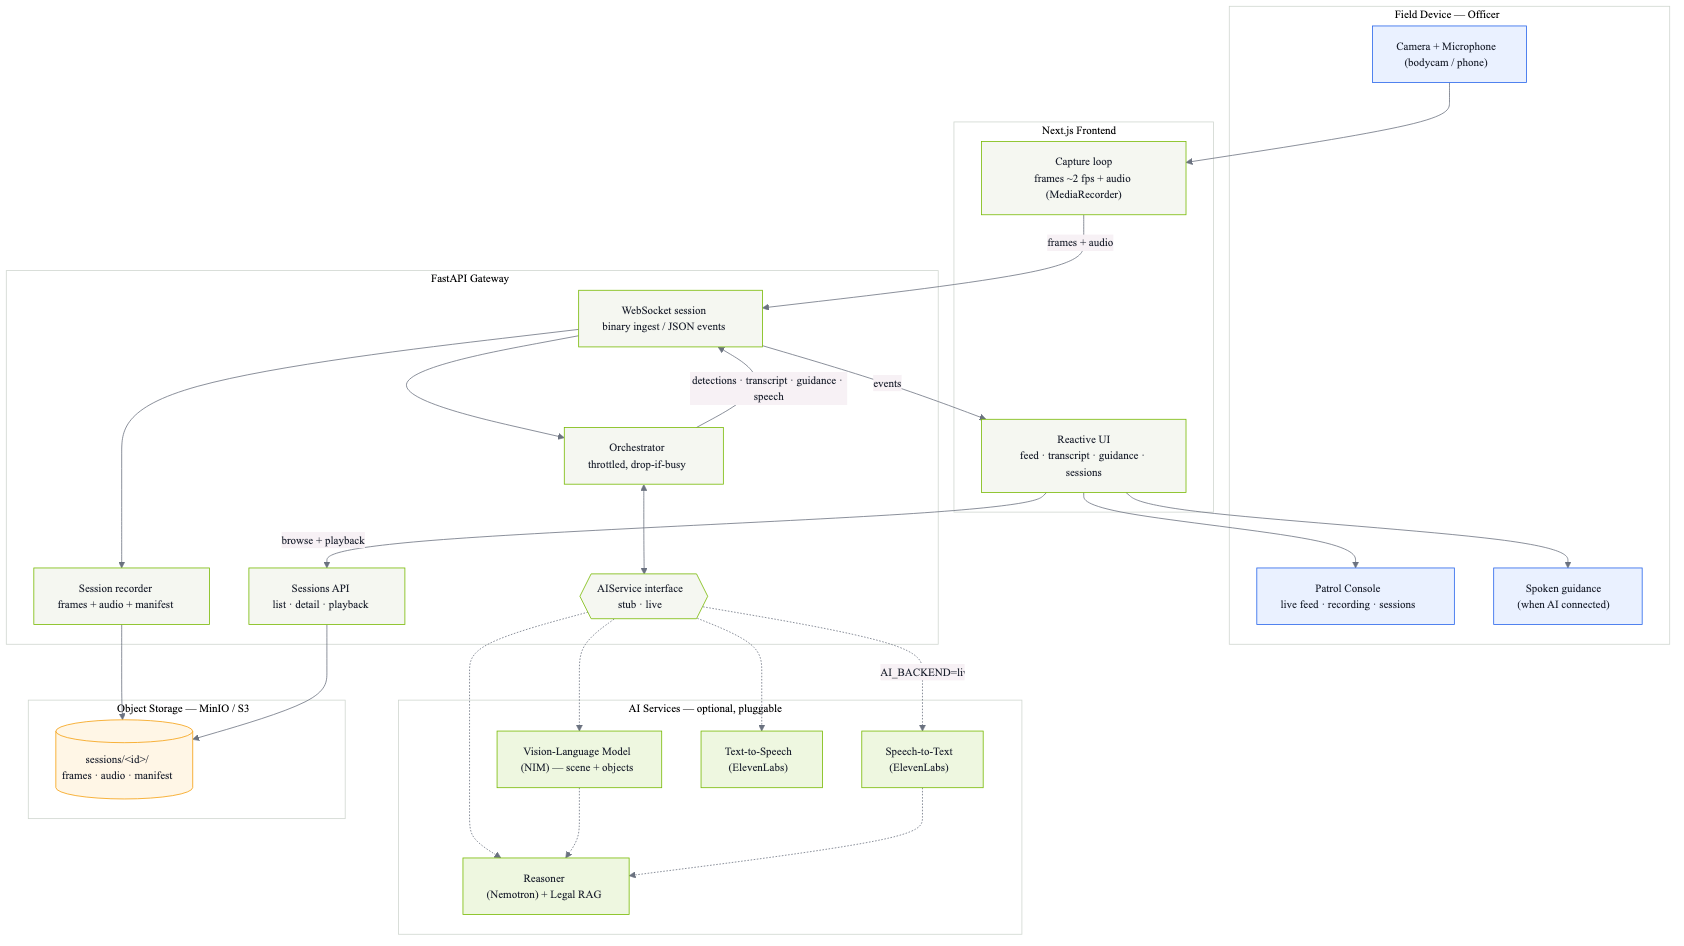 Field Device — Officer
Camera + Microphone
(bodycam / phone)
Next.js Frontend
Capture loop
frames ~2 fps + audio
(MediaRecorder)
frames + audio
FastAPI Gateway
WebSocket session
binary ingest / JSON events
detections · transcript · guidance ·
speech
events
Orchestrator
throttled, drop-if-busy
Reactive UI
feed · transcript · guidance ·
sessions
browse + playback
Session recorder
frames + audio + manifest
Sessions API
list · detail · playback
AIService interface
stub · live
Patrol Console
live feed · recording · sessions
Spoken guidance
(when AI connected)
AI_BACKEND=liv
Object Storage — MinIO / S3
sessions/<id>/
frames · audio · manifest
AI Services — optional, pluggable
Vision-Language Model
(NIM) — scene + objects
Text-to-Speech
(ElevenLabs)
Speech-to-Text
(ElevenLabs)
Reasoner
(Nemotron) + Legal RAG